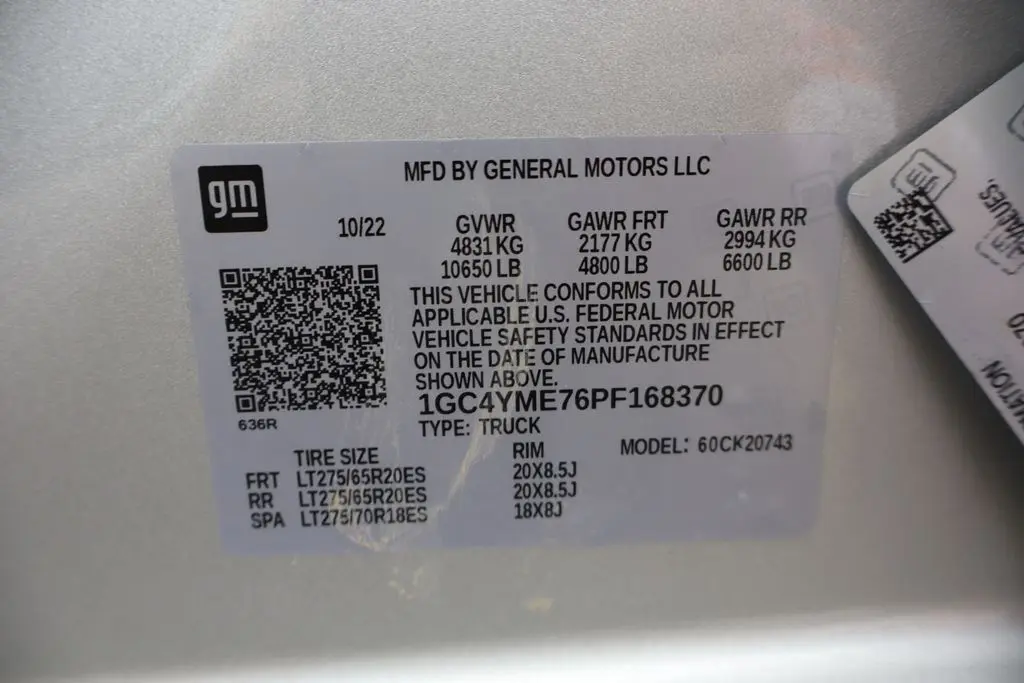 gm
MFD BY GENERAL MOTORS LLC
10/22 GVWR GAWR FRT GAWR RR
4831 KG 2177 KG 2994 KG
10650 LB 4800 LB 6600 LB
THIS VEHICLE CONFORMS TO ALL
APPLICABLE U.S. FEDERAL MOTOR
VEHICLE SAFETY STANDARDS IN EFFECT
ON THE DATE OF MANUFACTURE
SHOWN ABOVE.
1GC4YME76PF168370
636R
TYPE: TRUCK
MODEL: 60CK20743
TIRE SIZE RIM
FRT LT275/65R20ES 20X8.5J
RR LT275/65R20ES 20X8.5J
SPA LT275/70R18ES 18X8J
VALUES,